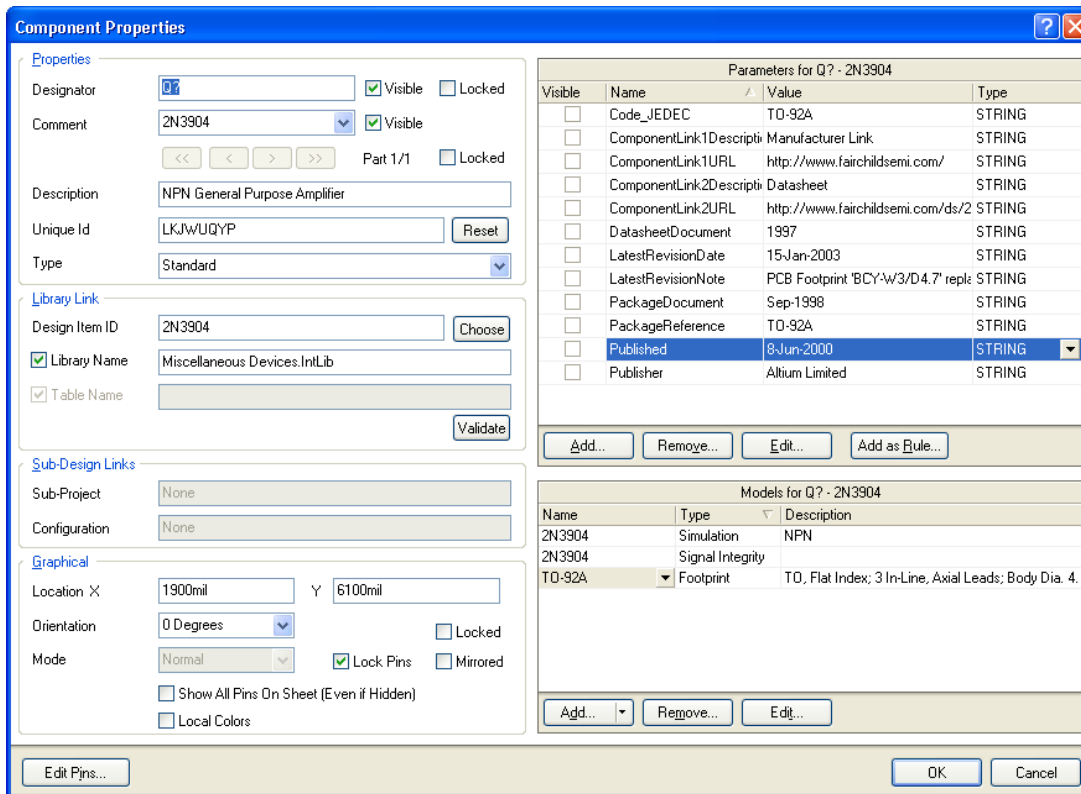 Component Properties
Properties
Designator Q? Visible Locked
Comment 2N3904 Visible
<< < > >> Part 1/1 Locked
Description NPN General Purpose Amplifier
Unique Id LKJWUQYP Reset
Type Standard
Library Link
Design Item ID 2N3904 Choose
Library Name Miscellaneous Devices.IntLib
Table Name
Validate
Sub-Design Links
Sub-Project None
Configuration None
Graphical
Location X 1900mil Y 6100mil
Orientation 0 Degrees Locked
Mode Normal Lock Pins Mirrored
Show All Pins On Sheet (Even if Hidden)
Local Colors
Parameters for Q? - 2N3904
Visible Name Value Type
Code_JEDEC TO-92A STRING
ComponentLink1Descripti Manufacturer Link STRING
ComponentLink1URL http://www.fairchildsemi.com/ STRING
ComponentLink2Descripti Datasheet STRING
ComponentLink2URL http://www.fairchildsemi.com/ds/2 STRING
DatasheetDocument 1997 STRING
LatestRevisionDate 15-Jan-2003 STRING
LatestRevisionNote PCB Footprint 'BCY-W3/D4.7' repla STRING
PackageDocument Sep-1998 STRING
PackageReference TO-92A STRING
Published 8-Jun-2000 STRING
Publisher Altium Limited STRING
Add... Remove... Edit... Add as Rule...
Models for Q? - 2N3904
Name Type Description
2N3904 Simulation NPN
2N3904 Signal Integrity
TO-92A Footprint TO, Flat Index; 3 In-Line, Axial Leads; Body Dia. 4.
Add... Remove... Edit...
Edit Pins... OK Cancel